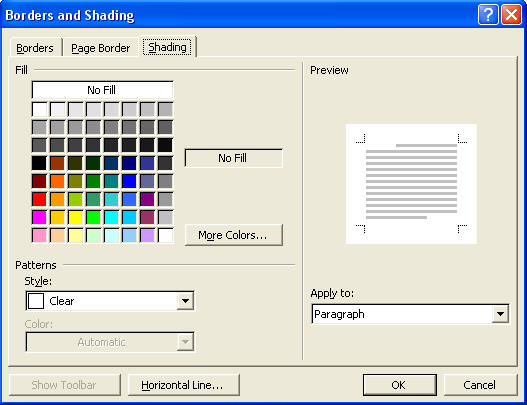 Borders and Shading
Borders
Page Border
Shading
Fill
No Fill
No Fill
More Colors...
Patterns
Style:
Clear
Color:
Automatic
Preview
Apply to:
Paragraph
Show Toolbar
Horizontal Line...
OK
Cancel